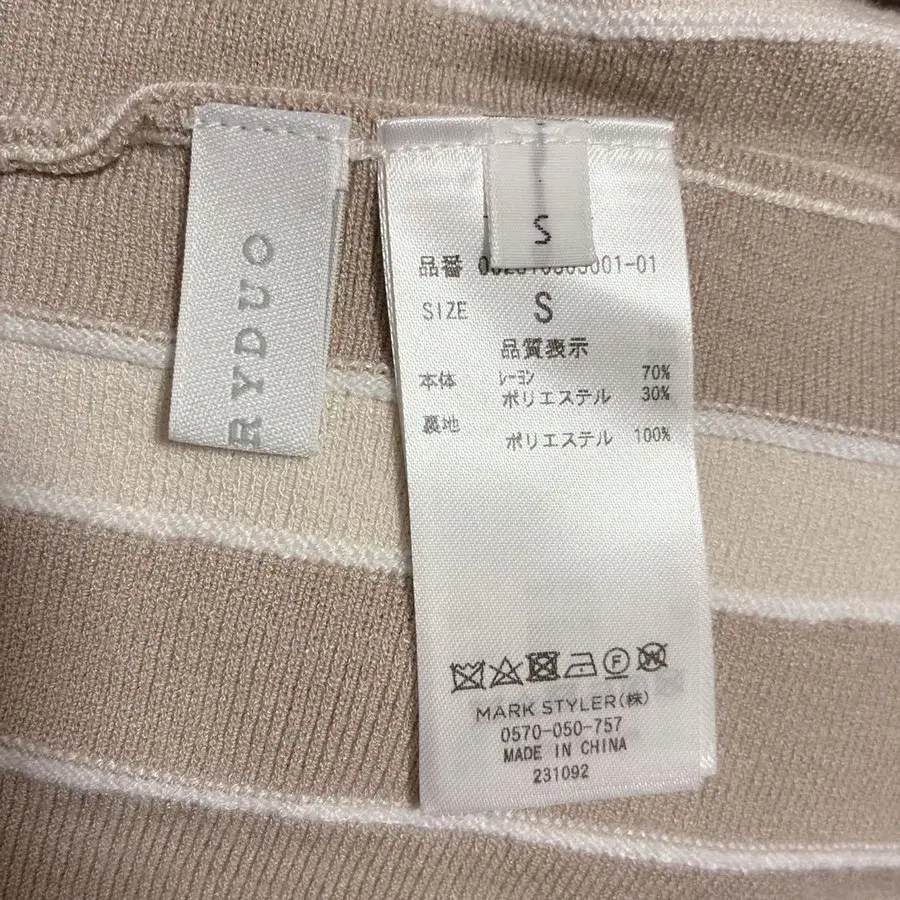 RYDUO
S
品番 001-01
SIZE S
品質表示
本体 レーヨン 70%
ポリエステル 30%
裏地 ポリエステル 100%
F
W
MARK STYLER(株)
0570-050-757
MADE IN CHINA
231092